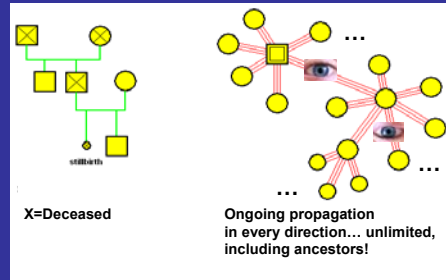 ...
stillbirth
...
...
X=Deceased
Ongoing propagation
in every direction... unlimited,
including ancestors!